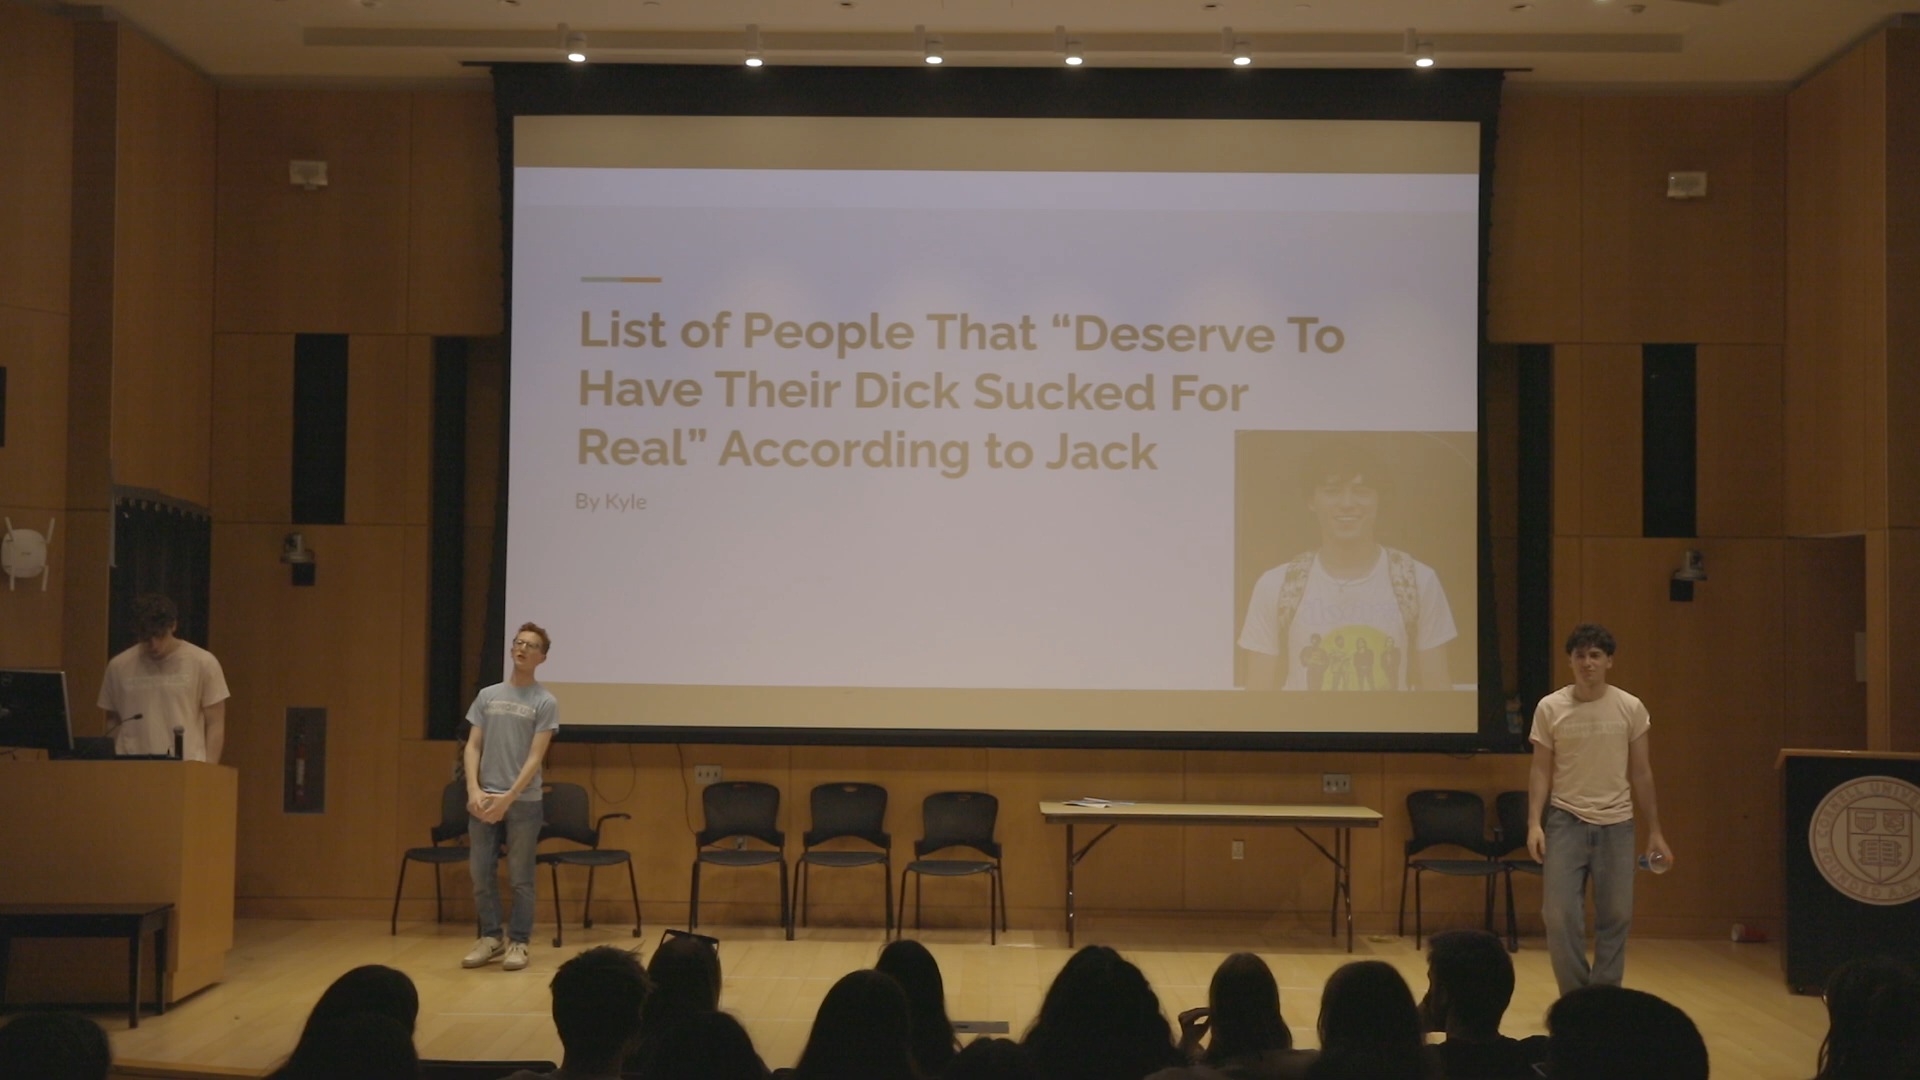 List of People That “Deserve To
Have Their Dick Sucked For
Real” According to Jack
By Kyle